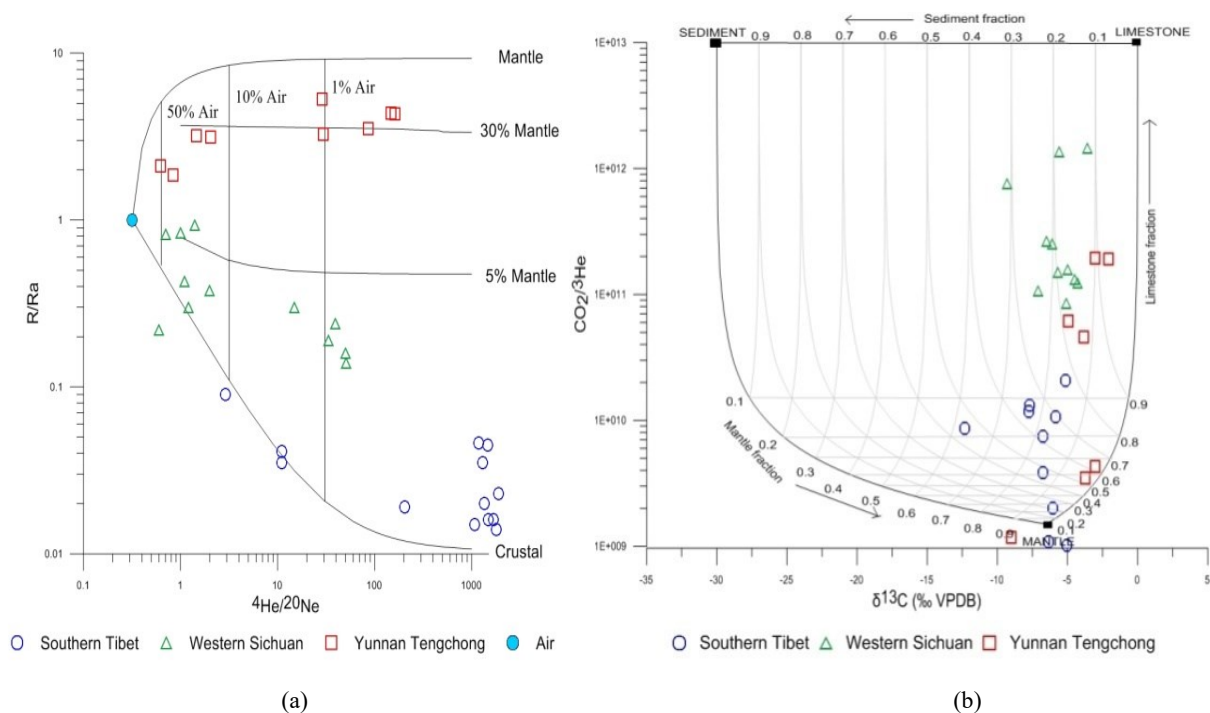 10
1
0.1
0.01
R/Ra
Mantle
50% Air
10% Air
1% Air
30% Mantle
5% Mantle
Crustal
0.1 1 10 100 1000
4He/20Ne
Southern Tibet Western Sichuan Yunnan Tengchong Air
(a)
(b)
Sediment fraction
SEDIMENT 0.9 0.8 0.7 0.6 0.5 0.4 0.3 0.2 0.1 LIMESTONE
1E+013
1E+012
1E+011
1E+010
1E+009
CO2/3He
Limestone fraction
0.9
0.8
0.7
0.6
0.5
0.4
0.3
0.2
0.1
Mantle fraction
0.1
0.2
0.3
0.4
0.5
0.6
0.7
0.8
0.9
MANTLE
-35 -30 -25 -20 -15 -10 -5 0 5
δ13C (‰ VPDB)
Southern Tibet Western Sichuan Yunnan Tengchong